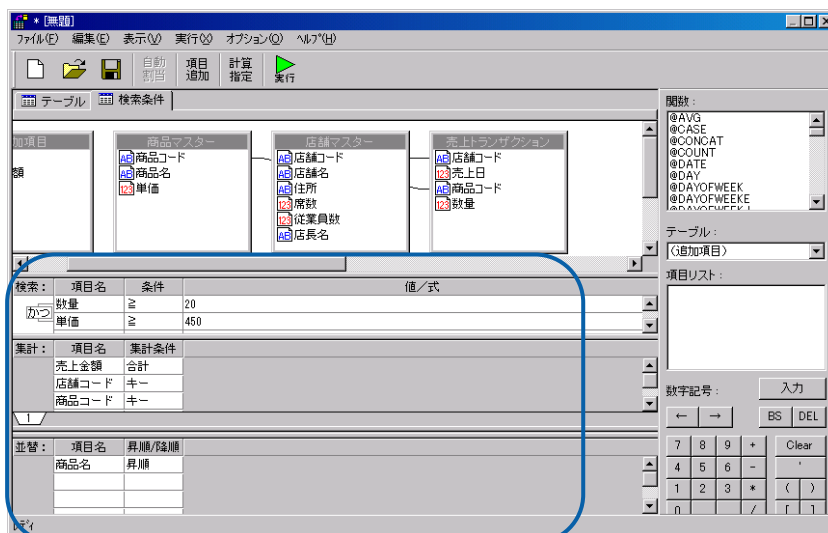 * [無題]
ファイル(F) 編集(E) 表示(V) 実行(X) オプション(O) ヘルプ(H)
自動割当 項目追加 計算指定 実行
テーブル 検索条件
加項目
額
商品マスター
商品コード
商品名
単価
店舗マスター
店舗コード
店舗名
住所
席数
従業員数
店長名
売上トランザクション
店舗コード
売上日
商品コード
数量
検索: 項目名 条件 値/式
かつ
数量 ≧ 20
単価 ≧ 450
集計: 項目名 集計条件
売上金額 合計
店舗コード キー
商品コード キー
1
並替: 項目名 昇順/降順
商品名 昇順
レディ
関数:
@AVG
@CASE
@CONCAT
@COUNT
@DATE
@DAY
@DAYOFWEEK
@DAYOFWEEKE
テーブル:
(追加項目)
項目リスト:
数字記号: 入力
← → BS DEL
7 8 9 + Clear
4 5 6 - '
1 2 3 * ( )
0 / [ ]